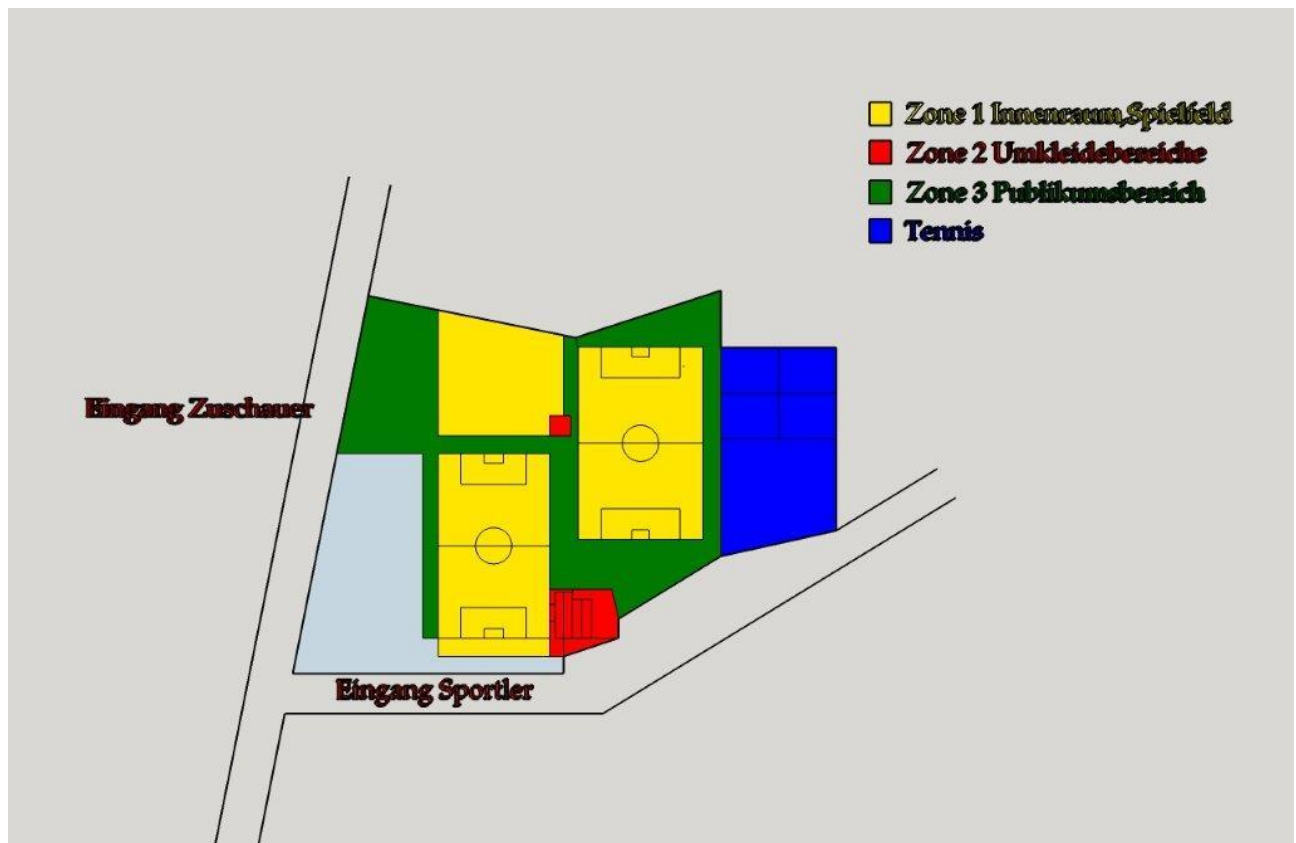 Zone 1 Innenraum,Spielfeld
Zone 2 Umkleidebereiche
Zone 3 Publikumsbereich
Tennis
Eingang Zuschauer
Eingang Sportler